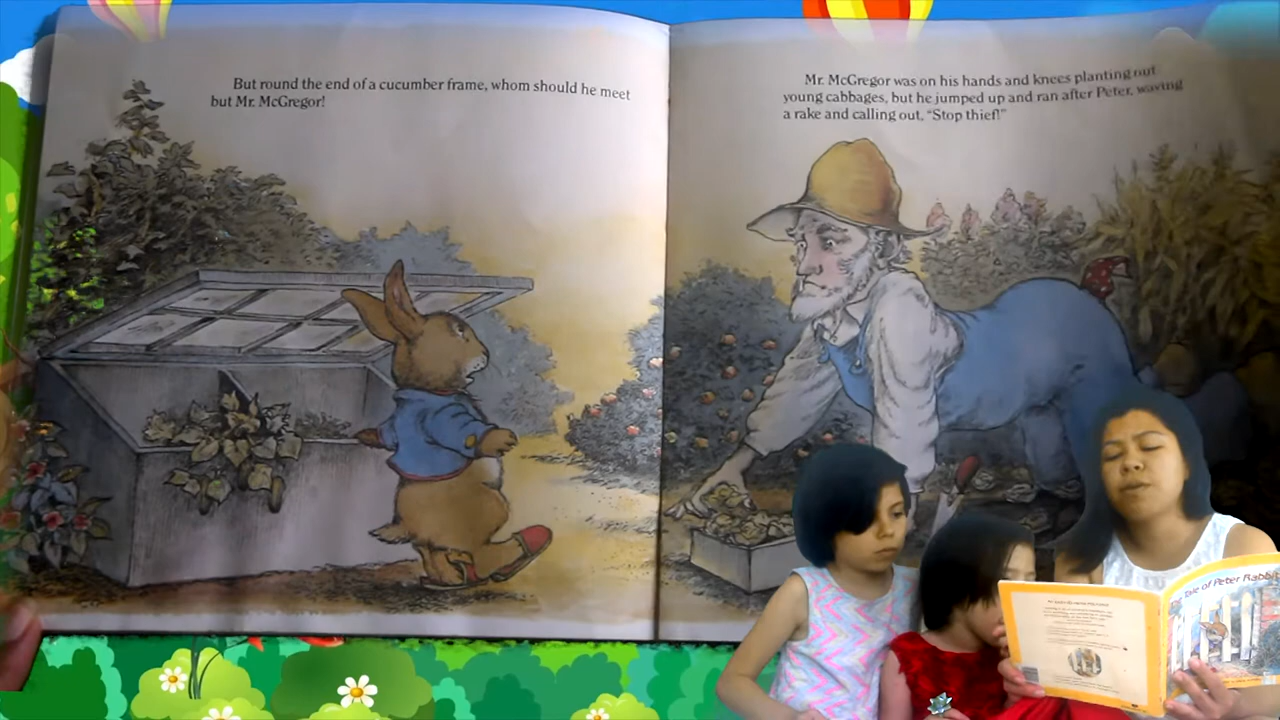 But round the end of a cucumber frame, whom should he meet
but Mr. McGregor!
Mr. McGregor was on his hands and knees planting out
young cabbages, but he jumped up and ran after Peter, waving
a rake and calling out, "Stop thief!"
Tale of Peter Rabbit